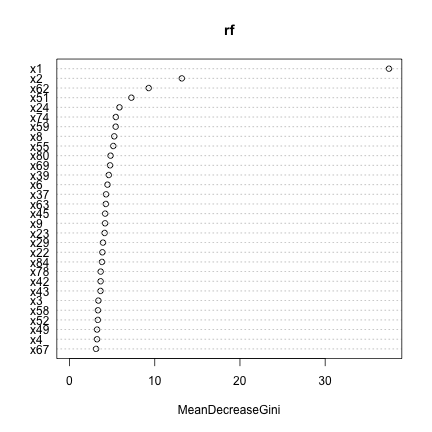 rf
x1
x2
x62
x51
x24
x74
x59
x8
x55
x80
x69
x39
x6
x37
x63
x45
x9
x23
x29
x22
x84
x78
x42
x43
x3
x58
x52
x49
x4
x67
0 10 20 30
MeanDecreaseGini